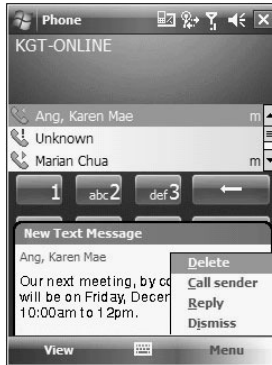 Phone
KGT-ONLINE
Ang, Karen Mae m
Unknown
Marian Chua m
1 abc2 def3
New Text Message
Ang, Karen Mae
Our next meeting, by co
will be on Friday, Decem
10:00am to 12pm.
Delete
Call sender
Reply
Dismiss
View Menu